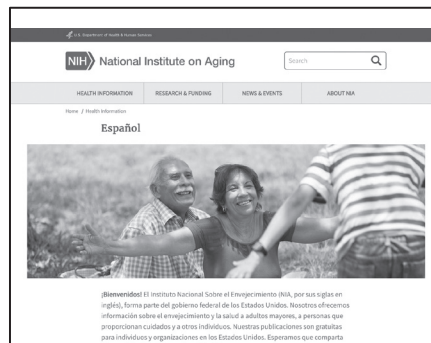 U.S. Department of Health & Human Services
NIH National Institute on Aging
Search
HEALTH INFORMATION RESEARCH & FUNDING NEWS & EVENTS ABOUT NIA
Home / Health Information
Español
¡Bienvenidos! El Instituto Nacional Sobre el Envejecimiento (NIA, por sus siglas en
inglés), forma parte del gobierno federal de los Estados Unidos. Nosotros ofrecemos
información sobre el envejecimiento y la salud a adultos mayores, a personas que
proporcionan cuidados y a otros individuos. Nuestras publicaciones son gratuitas
para individuos y organizaciones en los Estados Unidos. Esperamos que comparta